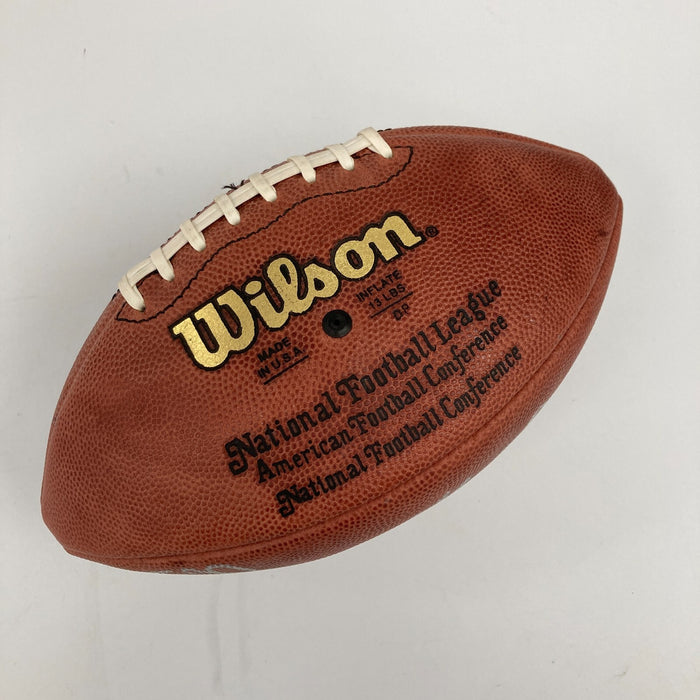 Wilson®
MADE
IN U.S.A.
INFLATE
13 LBS
National Football League
American Football Conference
National Football Conference